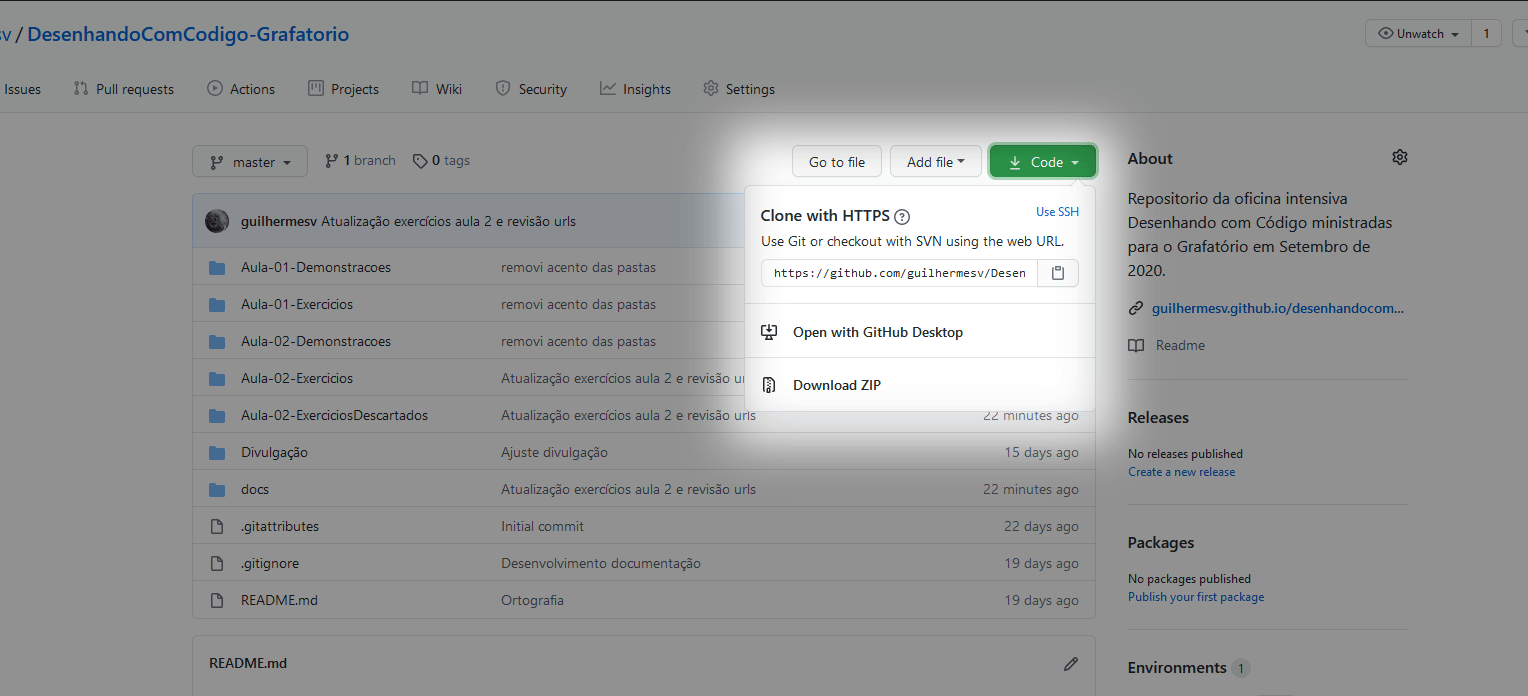 sv / DesenhandoComCodigo-Grafatorio
Unwatch 1
Issues Pull requests Actions Projects Wiki Security Insights Settings
master 1 branch 0 tags
Go to file Add file Code
guilhermesv Atualização exercícios aula 2 e revisão urls
Clone with HTTPS ? Use SSH
Use Git or checkout with SVN using the web URL.
https://github.com/guilhermesv/Desen
Open with GitHub Desktop
Download ZIP
Aula-01-Demonstracoes removi acento das pastas
Aula-01-Exercicios removi acento das pastas
Aula-02-Demonstracoes removi acento das pastas
Aula-02-Exercicios Atualização exercícios aula 2 e revisão
Aula-02-ExerciciosDescartados Atualização exercícios aula 2 e revisão urls 22 minutes ago
Divulgação Ajuste divulgação 15 days ago
docs Atualização exercícios aula 2 e revisão urls 22 minutes ago
.gitattributes Initial commit 22 days ago
.gitignore Desenvolvimento documentação 19 days ago
README.md Ortografia 19 days ago
README.md
About
Repositorio da oficina intensiva
Desenhando com Código ministradas
para o Grafatório em Setembro de
2020.
guilhermesv.github.io/desenhandocom...
Readme
Releases
No releases published
Create a new release
Packages
No packages published
Publish your first package
Environments 1